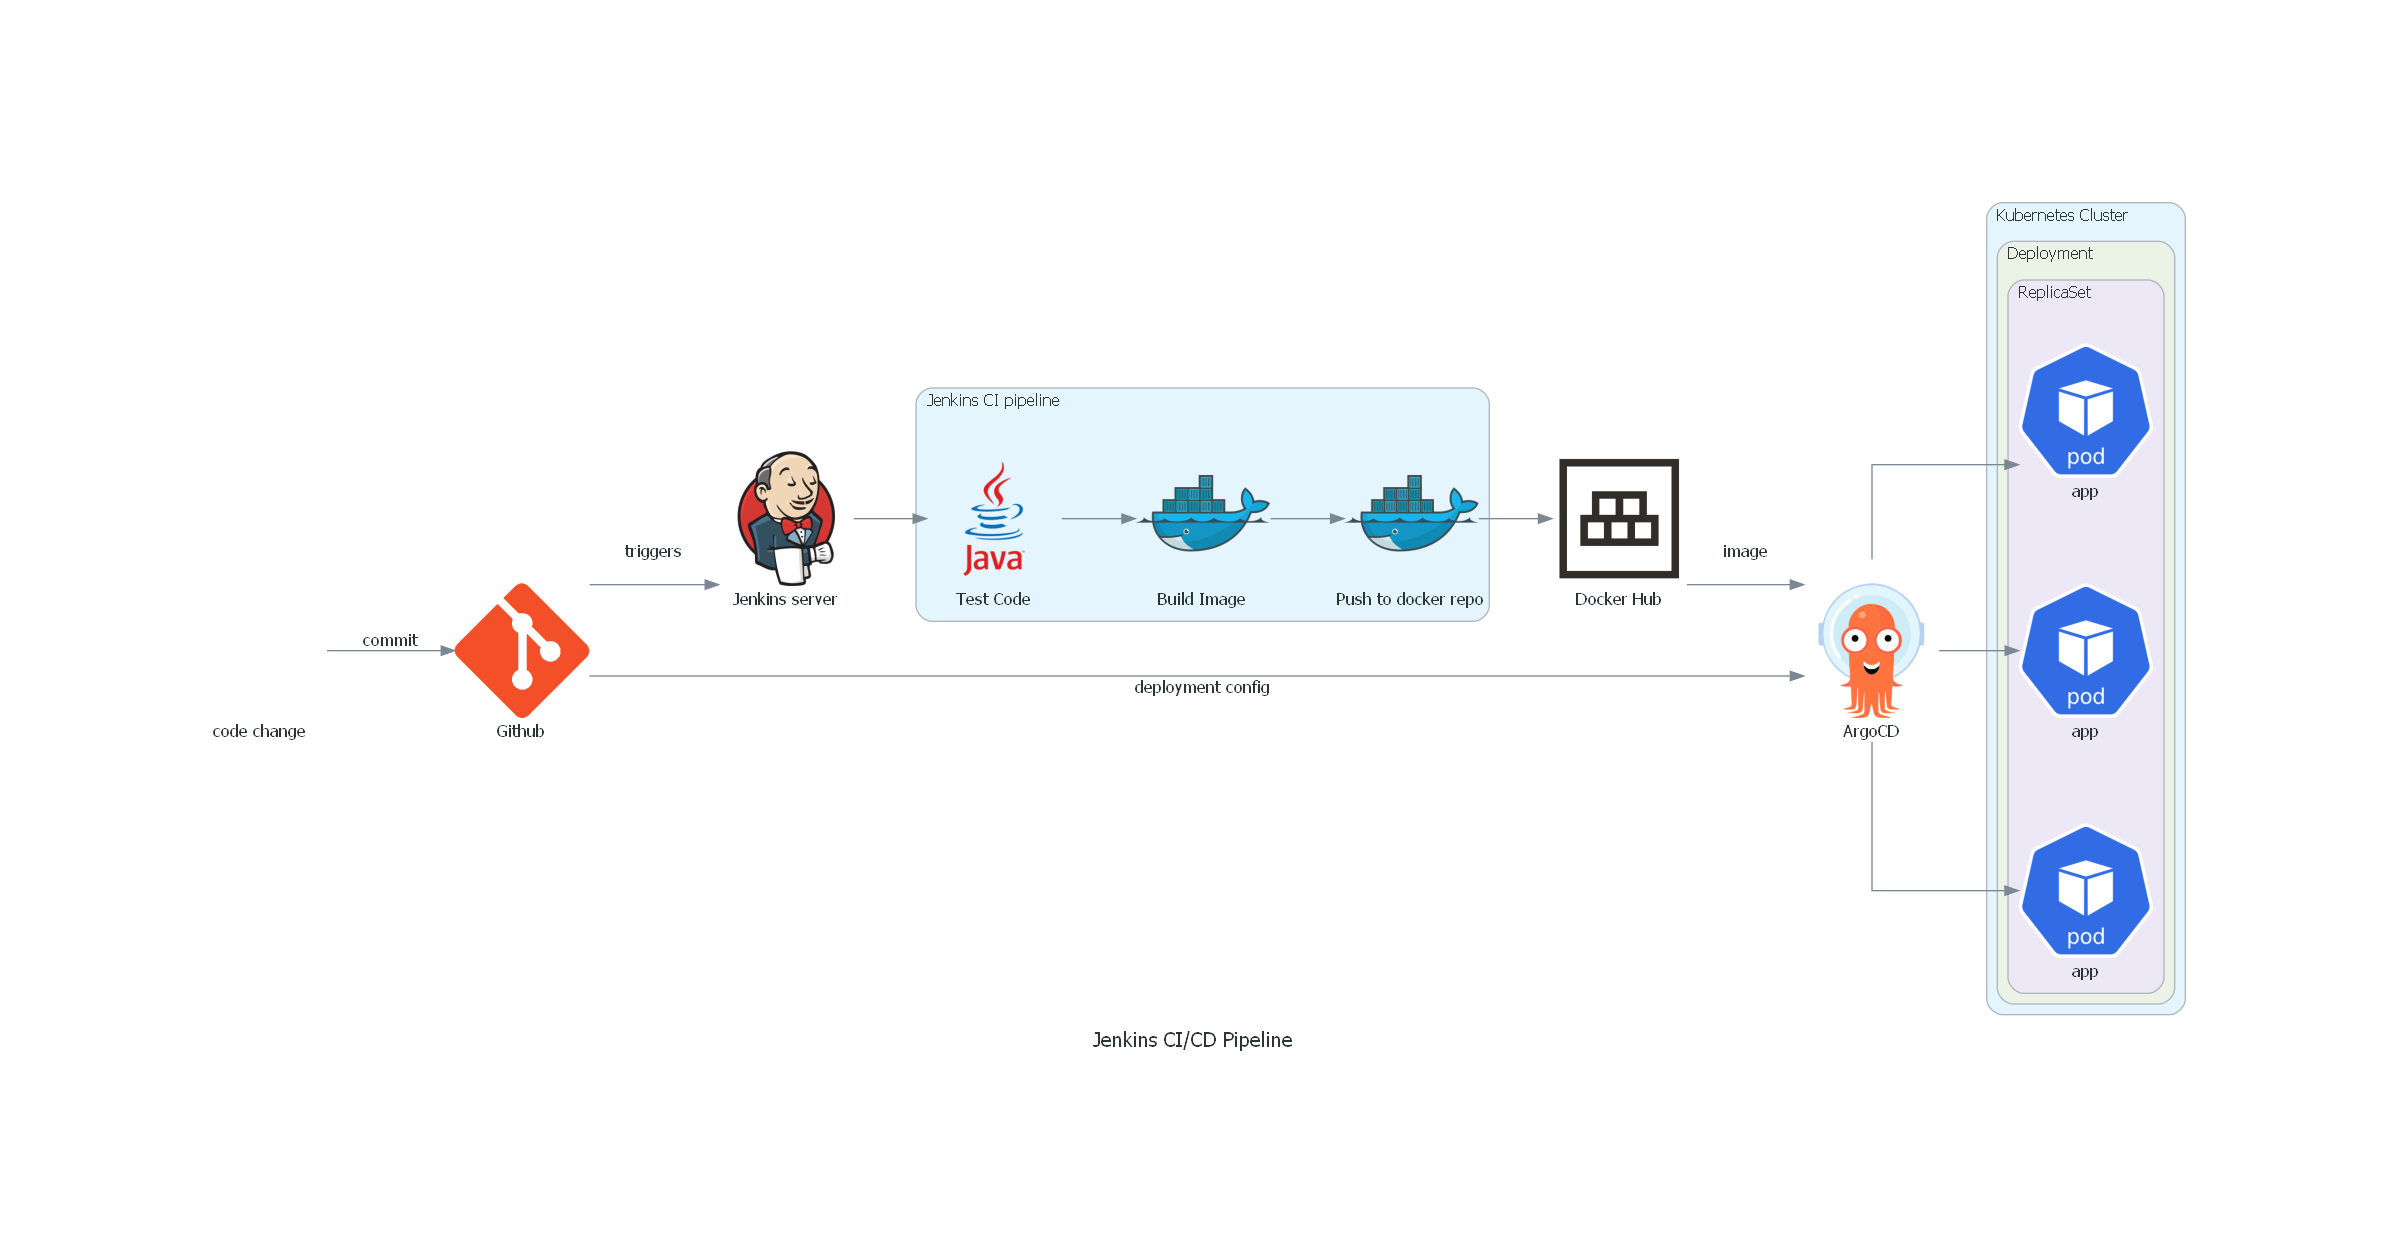 Kubernetes Cluster
Deployment
ReplicaSet
pod
app
Jenkins CI pipeline
Java
triggers
Jenkins server
Test Code
Build Image
Push to docker repo
Docker Hub
image
commit
code change
Github
deployment config
ArgoCD
pod
app
pod
app
Jenkins CI/CD Pipeline